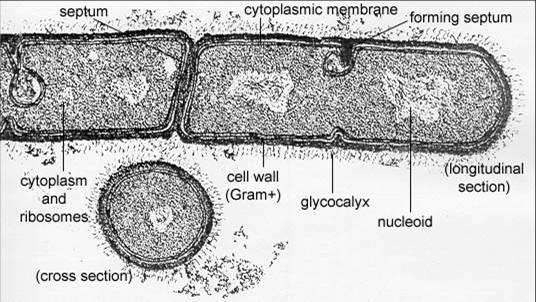 septum
cytoplasmic membrane
forming septum
cytoplasm
and
ribosomes
cell wall
(Gram+)
glycocalyx
nucleoid
(longitudinal
section)
(cross section)